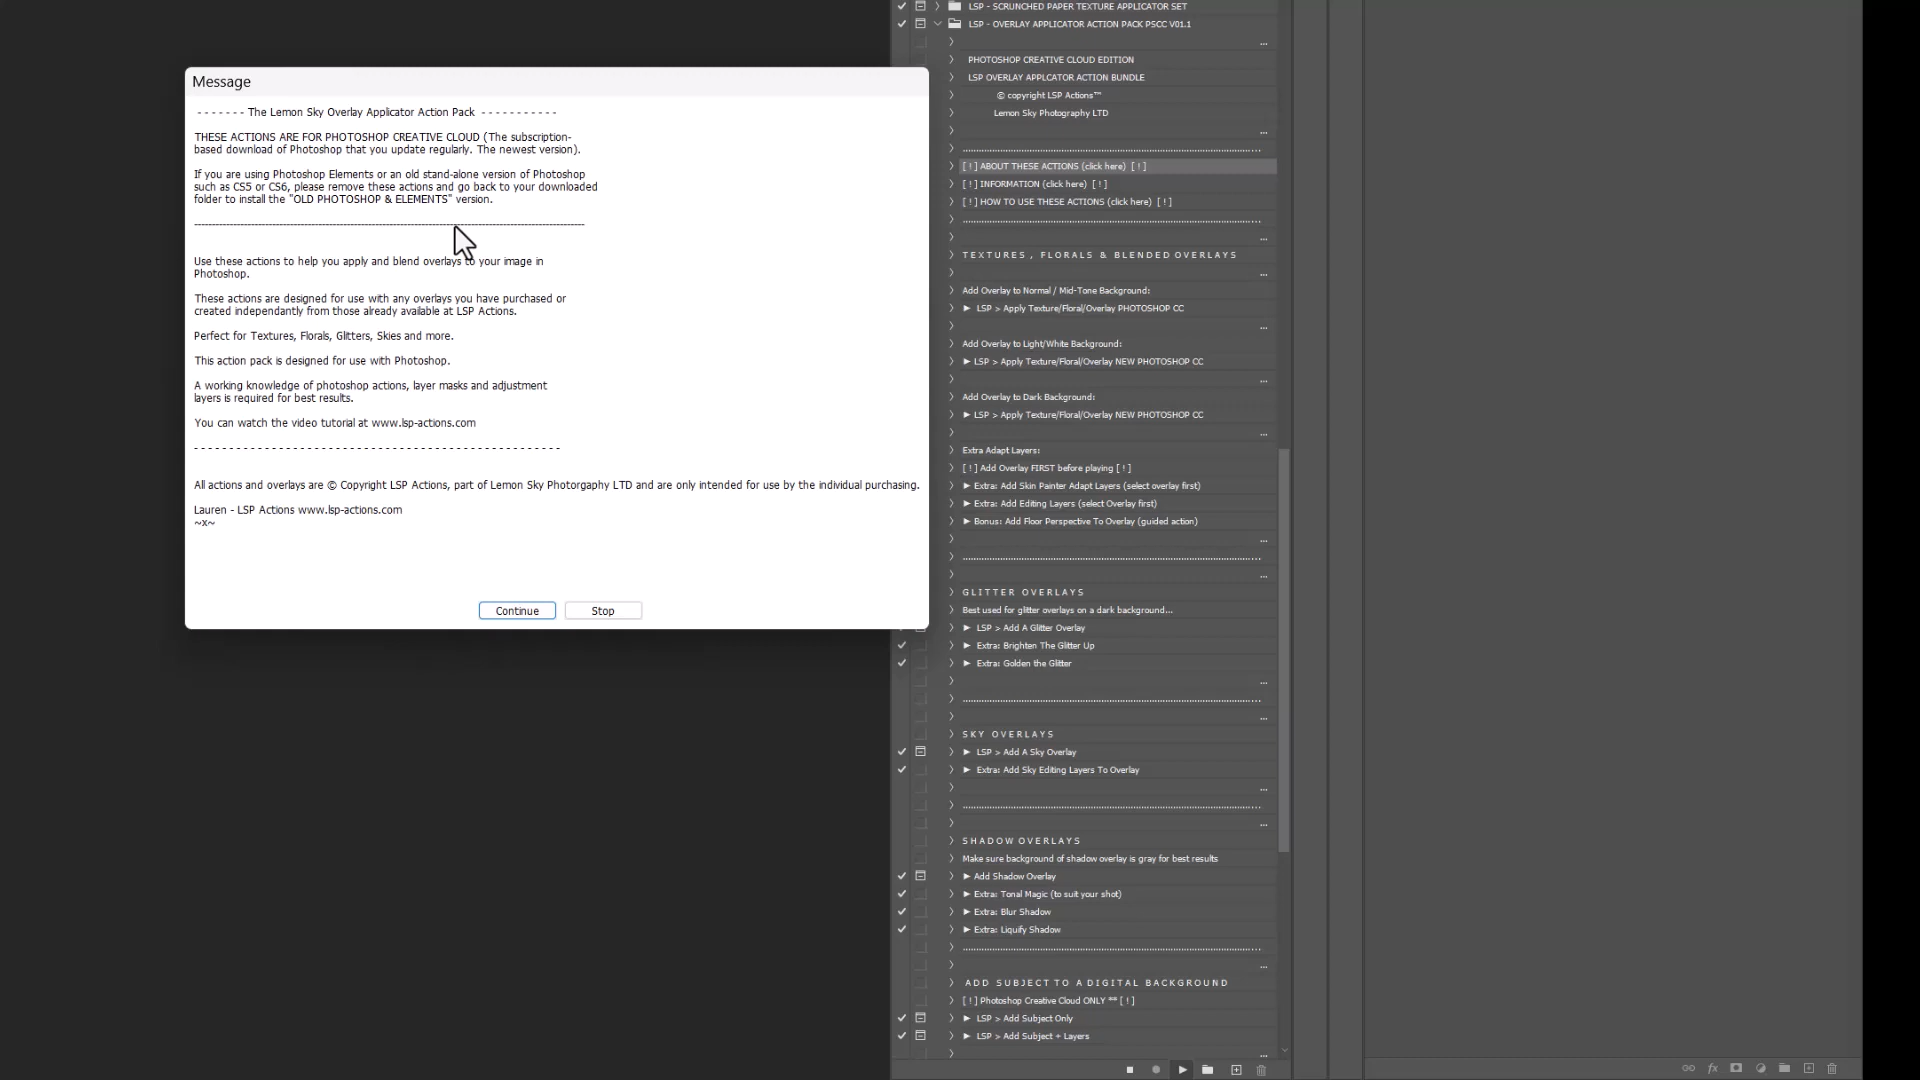 Message
- - - - - - - The Lemon Sky Overlay Applicator Action Pack - - - - - - - - - - -
THESE ACTIONS ARE FOR PHOTOSHOP CREATIVE CLOUD (The subscription-
based download of Photoshop that you update regularly. The newest version).
If you are using Photoshop Elements or an old stand-alone version of Photoshop
such as CS5 or CS6, please remove these actions and go back to your downloaded
folder to install the "OLD PHOTOSHOP & ELEMENTS" version.
Use these actions to help you apply and blend overlays to your image in
Photoshop.
These actions are designed for use with any overlays you have purchased or
created independantly from those already available at LSP Actions.
Perfect for Textures, Florals, Glitters, Skies and more.
This action pack is designed for use with Photoshop.
A working knowledge of photoshop actions, layer masks and adjustment
layers is required for best results.
You can watch the video tutorial at www.lsp-actions.com
All actions and overlays are © Copyright LSP Actions, part of Lemon Sky Photorgaphy LTD and are only intended for use by the individual purchasing.
Lauren - LSP Actions www.lsp-actions.com
~x~
Continue Stop
LSP - SCRUNCHED PAPER TEXTURE APPLICATOR SET
LSP - OVERLAY APPLICATOR ACTION PACK PSCC V01.1
...
PHOTOSHOP CREATIVE CLOUD EDITION
LSP OVERLAY APPLCATOR ACTION BUNDLE
© copyright LSP Actions™
Lemon Sky Photography LTD
...
[ ! ] ABOUT THESE ACTIONS (click here) [ ! ]
[ ! ] INFORMATION (click here) [ ! ]
[ ! ] HOW TO USE THESE ACTIONS (click here) [ ! ]
...
T E X T U R E S , F L O R A L S & B L E N D E D O V E R L A Y S
...
Add Overlay to Normal / Mid-Tone Background:
► LSP > Apply Texture/Floral/Overlay PHOTOSHOP CC
...
Add Overlay to Light/White Background:
► LSP > Apply Texture/Floral/Overlay NEW PHOTOSHOP CC
...
Add Overlay to Dark Background:
► LSP > Apply Texture/Floral/Overlay NEW PHOTOSHOP CC
...
Extra Adapt Layers:
[ ! ] Add Overlay FIRST before playing [ ! ]
► Extra: Add Skin Painter Adapt Layers (select overlay first)
► Extra: Add Editing Layers (select Overlay first)
► Bonus: Add Floor Perspective To Overlay (guided action)
...
...
G L I T T E R O V E R L A Y S
Best used for glitter overlays on a dark background...
► LSP > Add A Glitter Overlay
► Extra: Brighten The Glitter Up
► Extra: Golden the Glitter
...
...
S K Y O V E R L A Y S
► LSP > Add A Sky Overlay
► Extra: Add Sky Editing Layers To Overlay
...
...
S H A D O W O V E R L A Y S
Make sure background of shadow overlay is gray for best results
► Add Shadow Overlay
► Extra: Tonal Magic (to suit your shot)
► Extra: Blur Shadow
► Extra: Liquify Shadow
...
A D D S U B J E C T T O A D I G I T A L B A C K G R O U N D
[ ! ] Photoshop Creative Cloud ONLY ** [ ! ]
► LSP > Add Subject Only
► LSP > Add Subject + Layers
...
fx